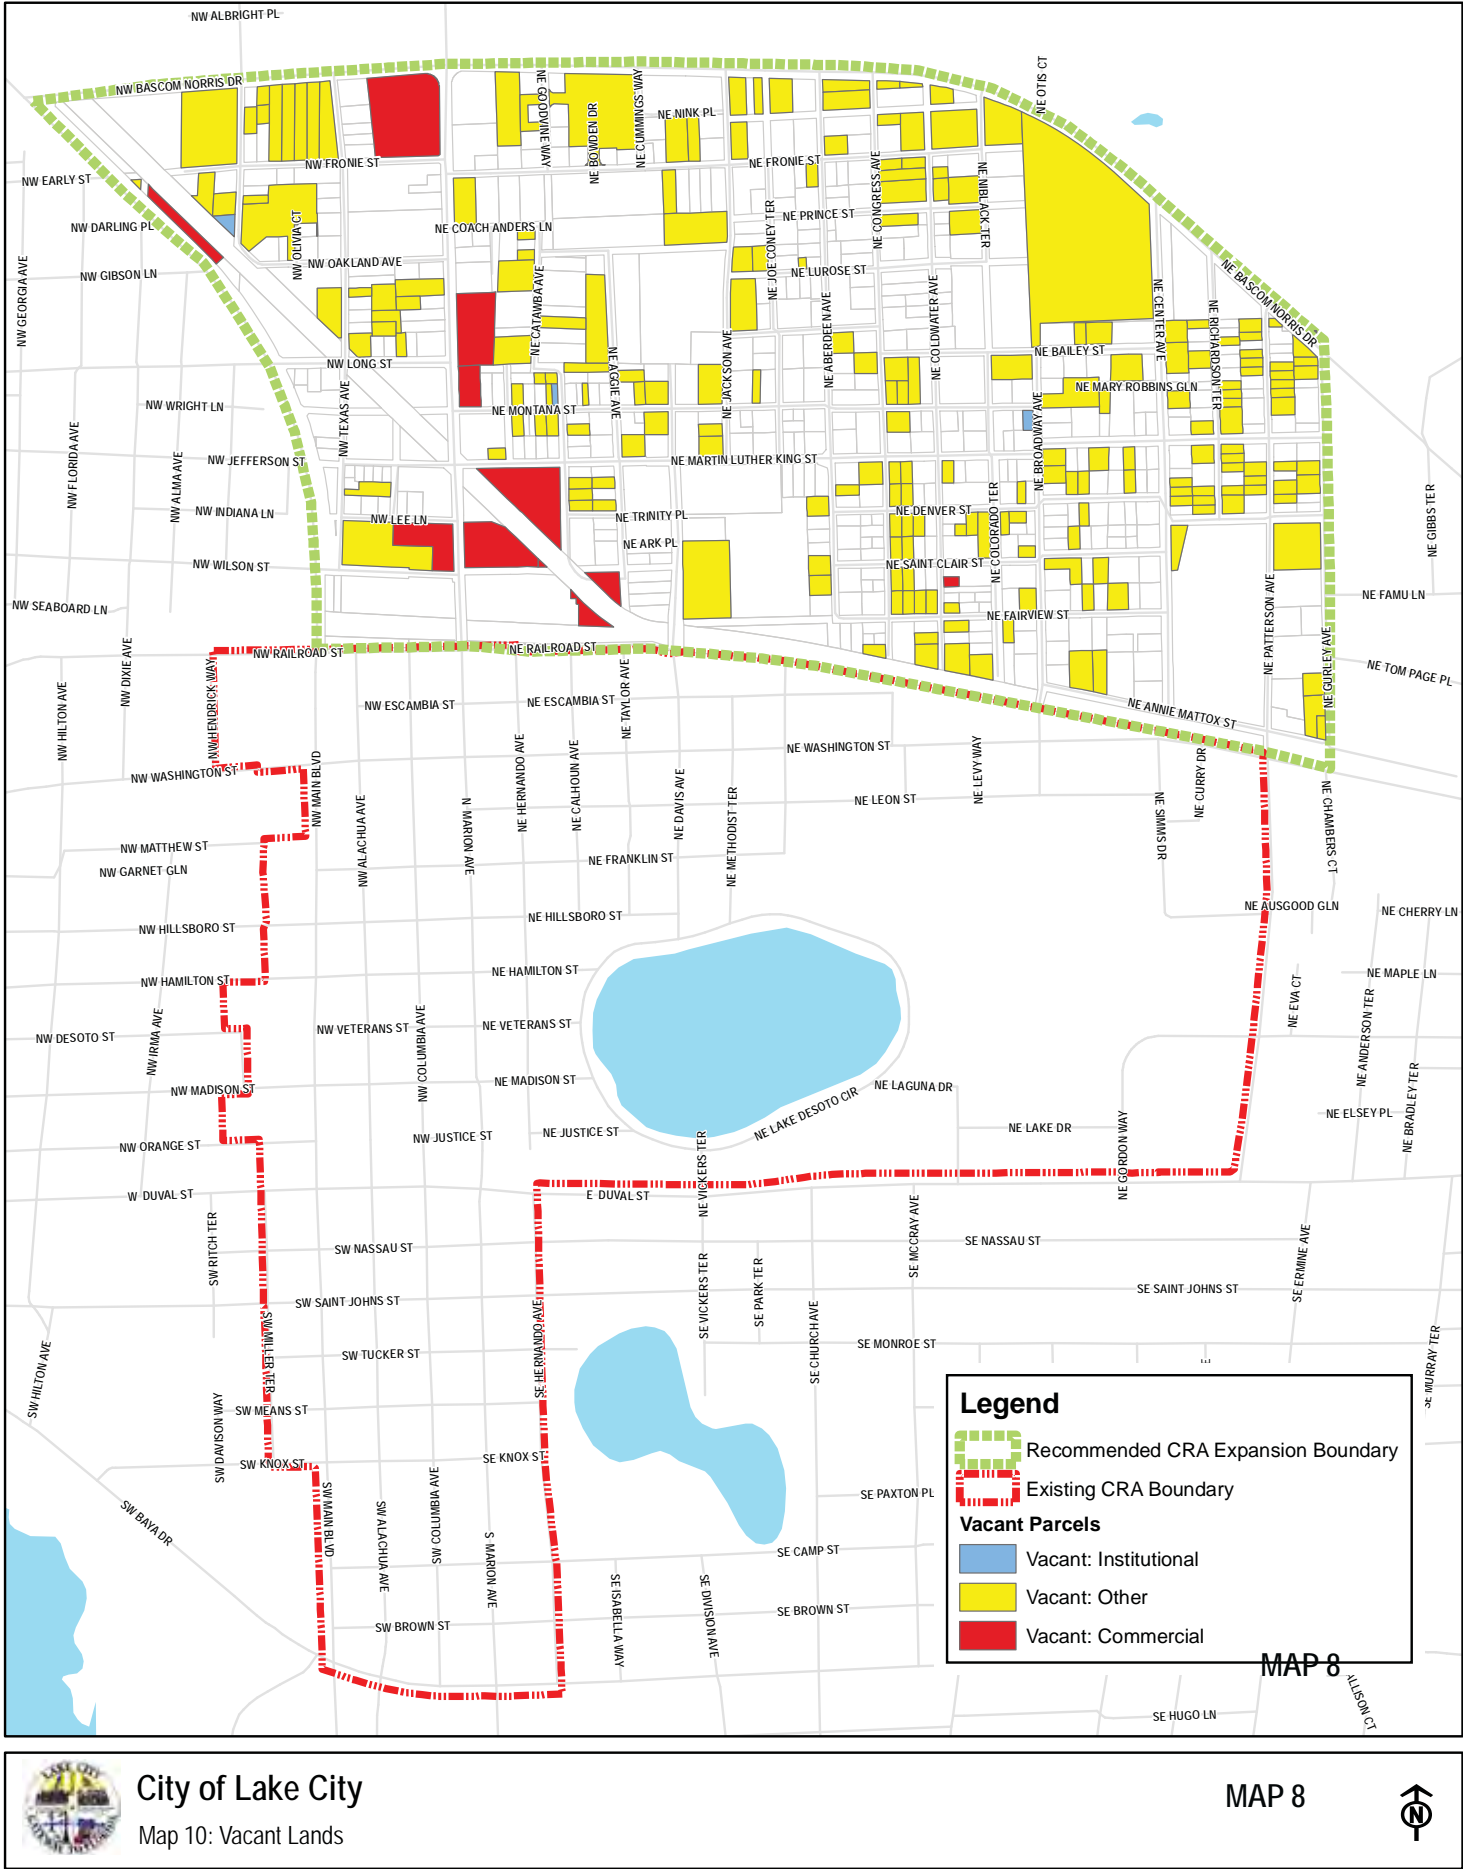 NW ALBRIGHT PL
NW BASCOM NORRIS DR
NE GOODVINE WAY
NE BOWDEN DR
NE CUMMINGS WAY
NE NINK PL
NE OTIS CT
NW FRONIE ST
NE FRONIE ST
NE CONGRESS AVE
NE NIBLACK TER
NW EARLY ST
NW DARLING PL
NW OLIVIA CT
NE COACH ANDERS LN
NE PRINCE ST
NE JOE CONEY TER
NW GEORGIA AVE
NW GIBSON LN
NW OAKLAND AVE
NE LUROSE ST
NE CATAWBA AVE
NE ABERDEEN AVE
NE COLDWATER AVE
NE CENTER AVE
NE RICHARDSON TER
NE BASCOM NORRIS DR
NW LONG ST
NE AGGIE AVE
NE JACKSON AVE
NE BAILEY ST
NW TEXAS AVE
NE MARY ROBBINS GLN
NW WRIGHT LN
NE MONTANA ST
NE BROADWAY AVE
NW FLORIDA AVE
NW ALMA AVE
NW JEFFERSON ST
NE MARTIN LUTHER KING ST
NW INDIANA LN
NW LEE LN
NE TRINITY PL
NE DENVER ST
NE COLORADO TER
NE GIBBS TER
NE ARK PL
NW WILSON ST
NE SAINT CLAIR ST
NE PATTERSON AVE
NW SEABOARD LN
NE FAIRVIEW ST
NE FAMU LN
NW DIXIE AVE
NW HENDRICK WAY
NW RAILROAD ST
NE RAILROAD ST
NE GURLEY AVE
NE TOM PAGE PL
NW HILTON AVE
NE TAYLOR AVE
NW ESCAMBIA ST
NE ESCAMBIA ST
NE ANNIE MATTOX ST
NE WASHINGTON ST
NW WASHINGTON ST
NW MAIN BLVD
NW ALACHUA AVE
N MARION AVE
NE HERNANDO AVE
NE CALHOUN AVE
NE DAVIS AVE
NE METHODIST TER
NE LEVY WAY
NE CURRY DR
NE SIMMS DR
NE CHAMBERS CT
NE LEON ST
NW MATTHEW ST
NW GARNET GLN
NE FRANKLIN ST
NE HILLSBORO ST
NW HILLSBORO ST
NE AUSGOOD GLN
NE CHERRY LN
NW HAMILTON ST
NE HAMILTON ST
NE MAPLE LN
NE EVA CT
NE ANDERSON TER
NW DESOTO ST
NW IRMA AVE
NW VETERANS ST
NW COLUMBIA AVE
NE VETERANS ST
NW MADISON ST
NE MADISON ST
NE LAGUNA DR
NE LAKE DESOTO CIR
NE BRADLEY TER
NE ELSEY PL
NW ORANGE ST
NW JUSTICE ST
NE JUSTICE ST
NE VICKERS TER
NE LAKE DR
NE GORDON WAY
W DUVAL ST
E DUVAL ST
SW RITCH TER
SW NASSAU ST
SE MCCRAY AVE
SE NASSAU ST
SE VICKERS TER
SE PARK TER
SE ERMINE AVE
SW SAINT JOHNS ST
SE SAINT JOHNS ST
SW MILLER TER
SE HERNANDO AVE
SE CHURCH AVE
SW HILTON AVE
SW TUCKER ST
SE MONROE ST
SE MURRAY TER
SW DAVISON WAY
SW MEANS ST
SW KNOX ST
SE KNOX ST
SW BAYA DR
SW MAIN BLVD
SW ALACHUA AVE
SW COLUMBIA AVE
S MARION AVE
SE PAXTON PL
SE CAMP ST
SE ISABELLA WAY
SE DIVISION AVE
SW BROWN ST
SE BROWN ST
Legend
Recommended CRA Expansion Boundary
Existing CRA Boundary
Vacant Parcels
Vacant: Institutional
Vacant: Other
Vacant: Commercial
MAP 8
ALLISON CT
SE HUGO LN
LAKE CITY
City of Lake City
Map 10: Vacant Lands
MAP 8
N